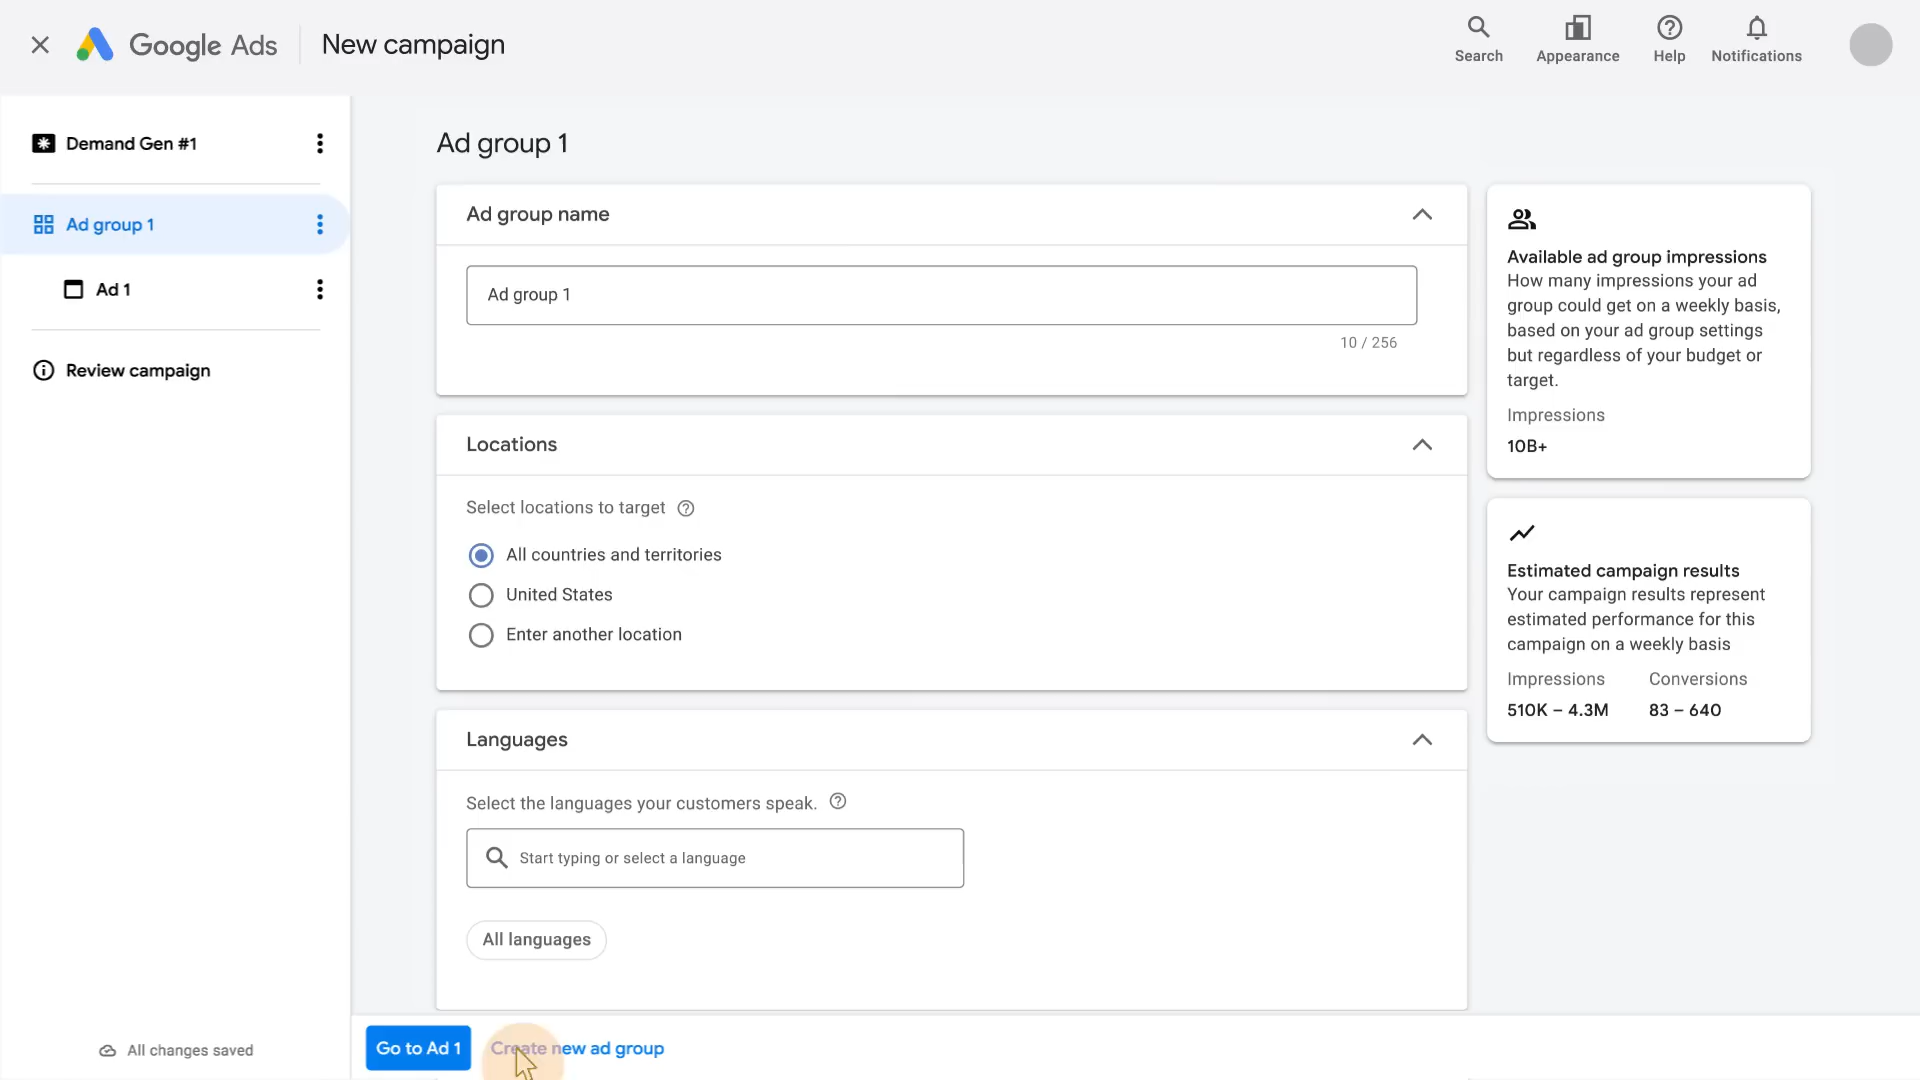 Google Ads
New campaign
Search
Appearance
Help
Notifications
Demand Gen #1
Ad group 1
Ad 1
Review campaign
All changes saved
Ad group 1
Ad group name
Ad group 1
10 / 256
Locations
Select locations to target
All countries and territories
United States
Enter another location
Languages
Select the languages your customers speak.
Start typing or select a language
All languages
Available ad group impressions
How many impressions your ad
group could get on a weekly basis,
based on your ad group settings
but regardless of your budget or
target.
Impressions
10B+
Estimated campaign results
Your campaign results represent
estimated performance for this
campaign on a weekly basis
Impressions Conversions
510K – 4.3M 83 – 640
Go to Ad 1
Create new ad group